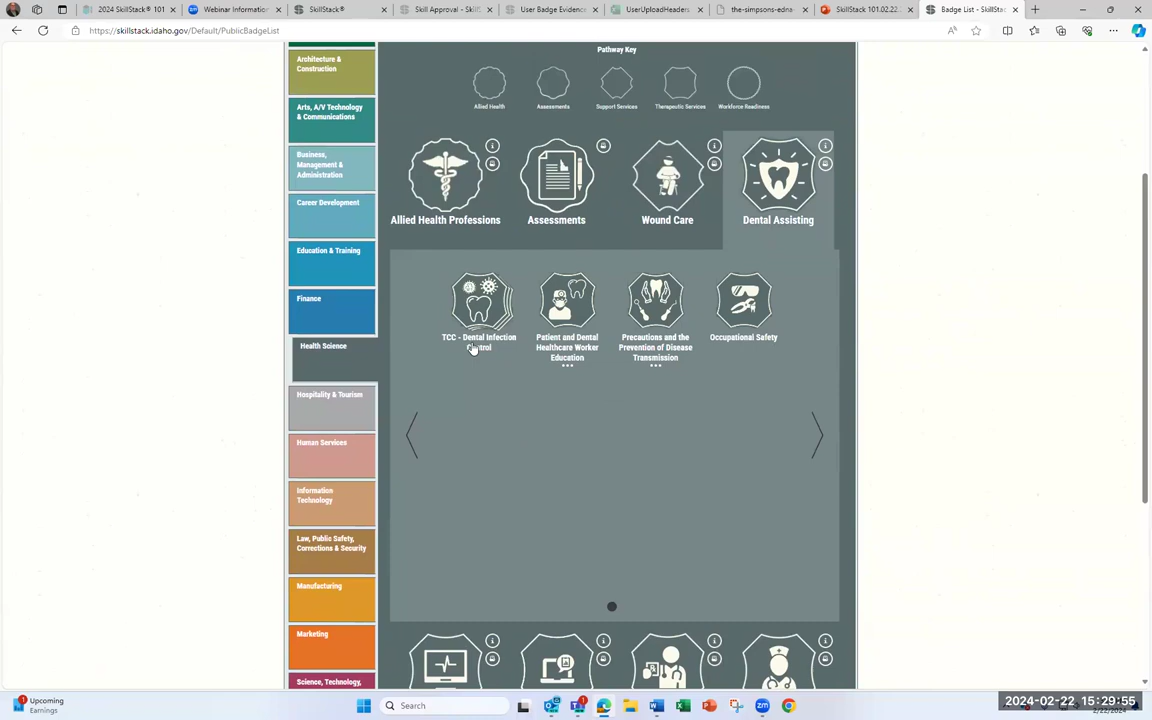 2024 SkillStack® 101
Webinar Information
SkillStack®
Skill Approval - SkillStac
User Badge Evidence
UserUploadHeaders
the-simpsons-edna-
SkillStack 101.02.22
Badge List - SkillStac
https://skillstack.idaho.gov/Default/PublicBadgeList
Architecture &
Construction
Arts, A/V Technology
& Communications
Business,
Management &
Administration
Career Development
Education & Training
Finance
Health Science
Hospitality & Tourism
Human Services
Information
Technology
Law, Public Safety,
Corrections & Security
Manufacturing
Marketing
Science, Technology,
Pathway Key
Allied Health
Assessments
Support Services
Therapeutic Services
Workforce Readiness
Allied Health Professions
Assessments
Wound Care
Dental Assisting
TCC - Dental Infection
Control
Patient and Dental
Healthcare Worker
Education
Precautions and the
Prevention of Disease
Transmission
Occupational Safety
Upcoming
Earnings
Search
2024-02-22 15:29:55
2/22/2024